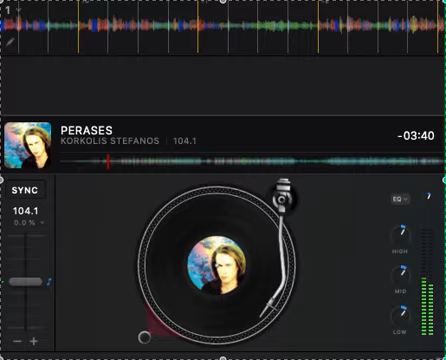 1
PERASES
KORKOLIS STEFANOS | 104.1
-03:40
SYNC
104.1
0.0 %
EQ
HIGH
MID
LOW